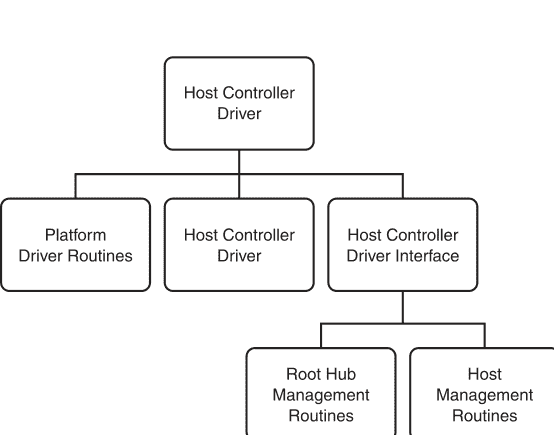 Host Controller
Driver
Platform
Driver Routines
Host Controller
Driver
Host Controller
Driver Interface
Root Hub
Management
Routines
Host
Management
Routines